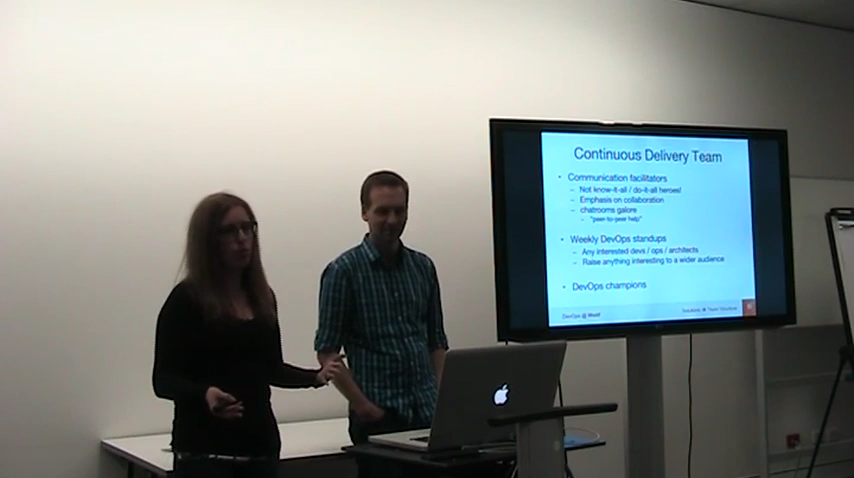 Continuous Delivery Team
• Communication facilitators
– Not know-it-all / do-it-all heroes!
– Emphasis on collaboration
– chatrooms galore
– "peer-to-peer help"
• Weekly DevOps standups
– Any interested devs / ops / architects
– Raise anything interesting to a wider audience
• DevOps champions
DevOps @ Wotif